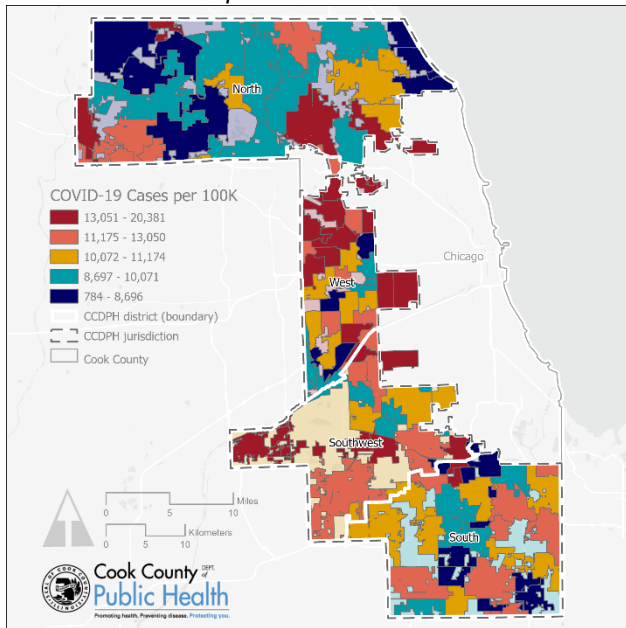 North
COVID-19 Cases per 100K
13,051 - 20,381
11,175 - 13,050
10,072 - 11,174
8,697 - 10,071
784 - 8,696
CCDPH district (boundary)
CCDPH jurisdiction
Cook County
Chicago
West
Southwest
South
Miles
0 5 10
Kilometers
0 5 10
Cook County DEPT. of
Public Health
Promoting health. Preventing disease. Protecting you.